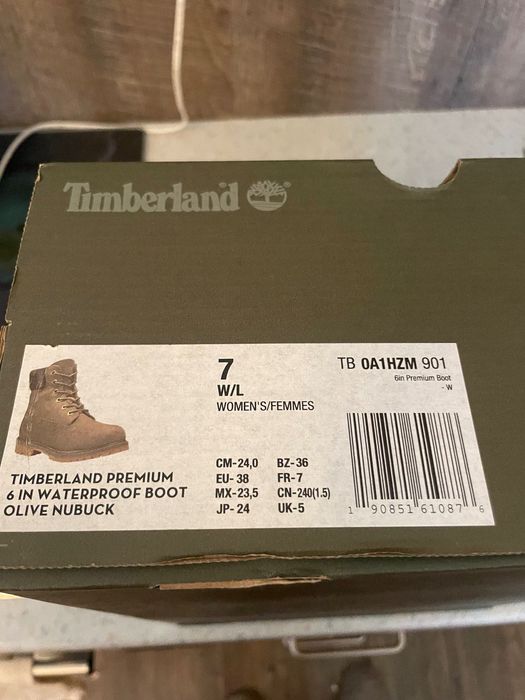 Timberland
7
W/L
WOMEN'S/FEMMES
TB 0A1HZM 901
6in Premium Boot
- W
TIMBERLAND PREMIUM
6 IN WATERPROOF BOOT
OLIVE NUBUCK
CM-24,0 BZ-36
EU- 38 FR-7
MX-23,5 CN-240(1.5)
JP- 24 UK-5
1 90851 61087 6